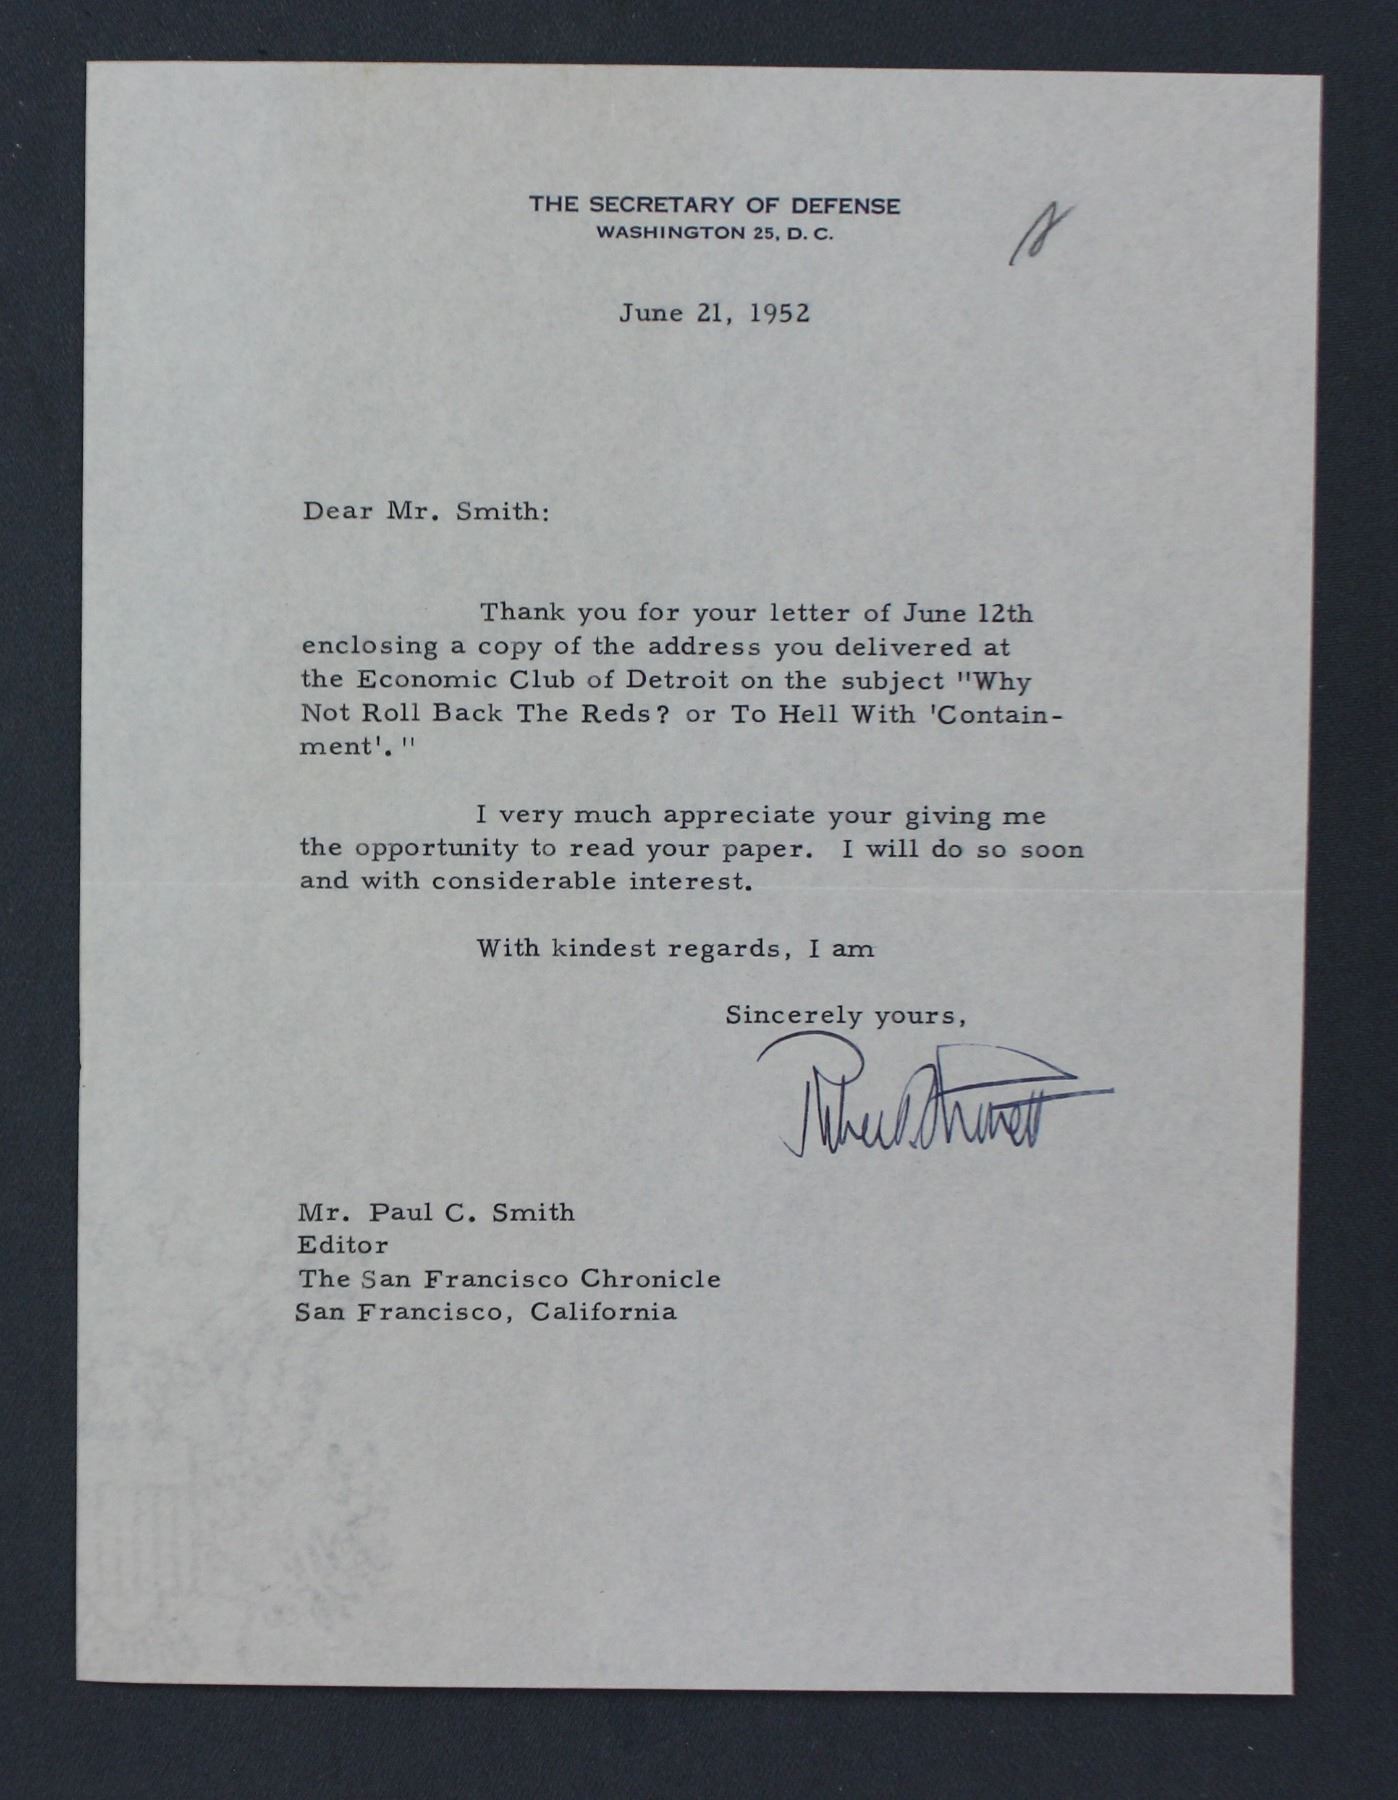 THE SECRETARY OF DEFENSE
WASHINGTON 25, D. C.
June 21, 1952
Dear Mr. Smith:
Thank you for your letter of June 12th
enclosing a copy of the address you delivered at
the Economic Club of Detroit on the subject "Why
Not Roll Back The Reds? or To Hell With 'Contain-
ment'."
I very much appreciate your giving me
the opportunity to read your paper. I will do so soon
and with considerable interest.
With kindest regards, I am
Sincerely yours,
Mr. Paul C. Smith
Editor
The San Francisco Chronicle
San Francisco, California